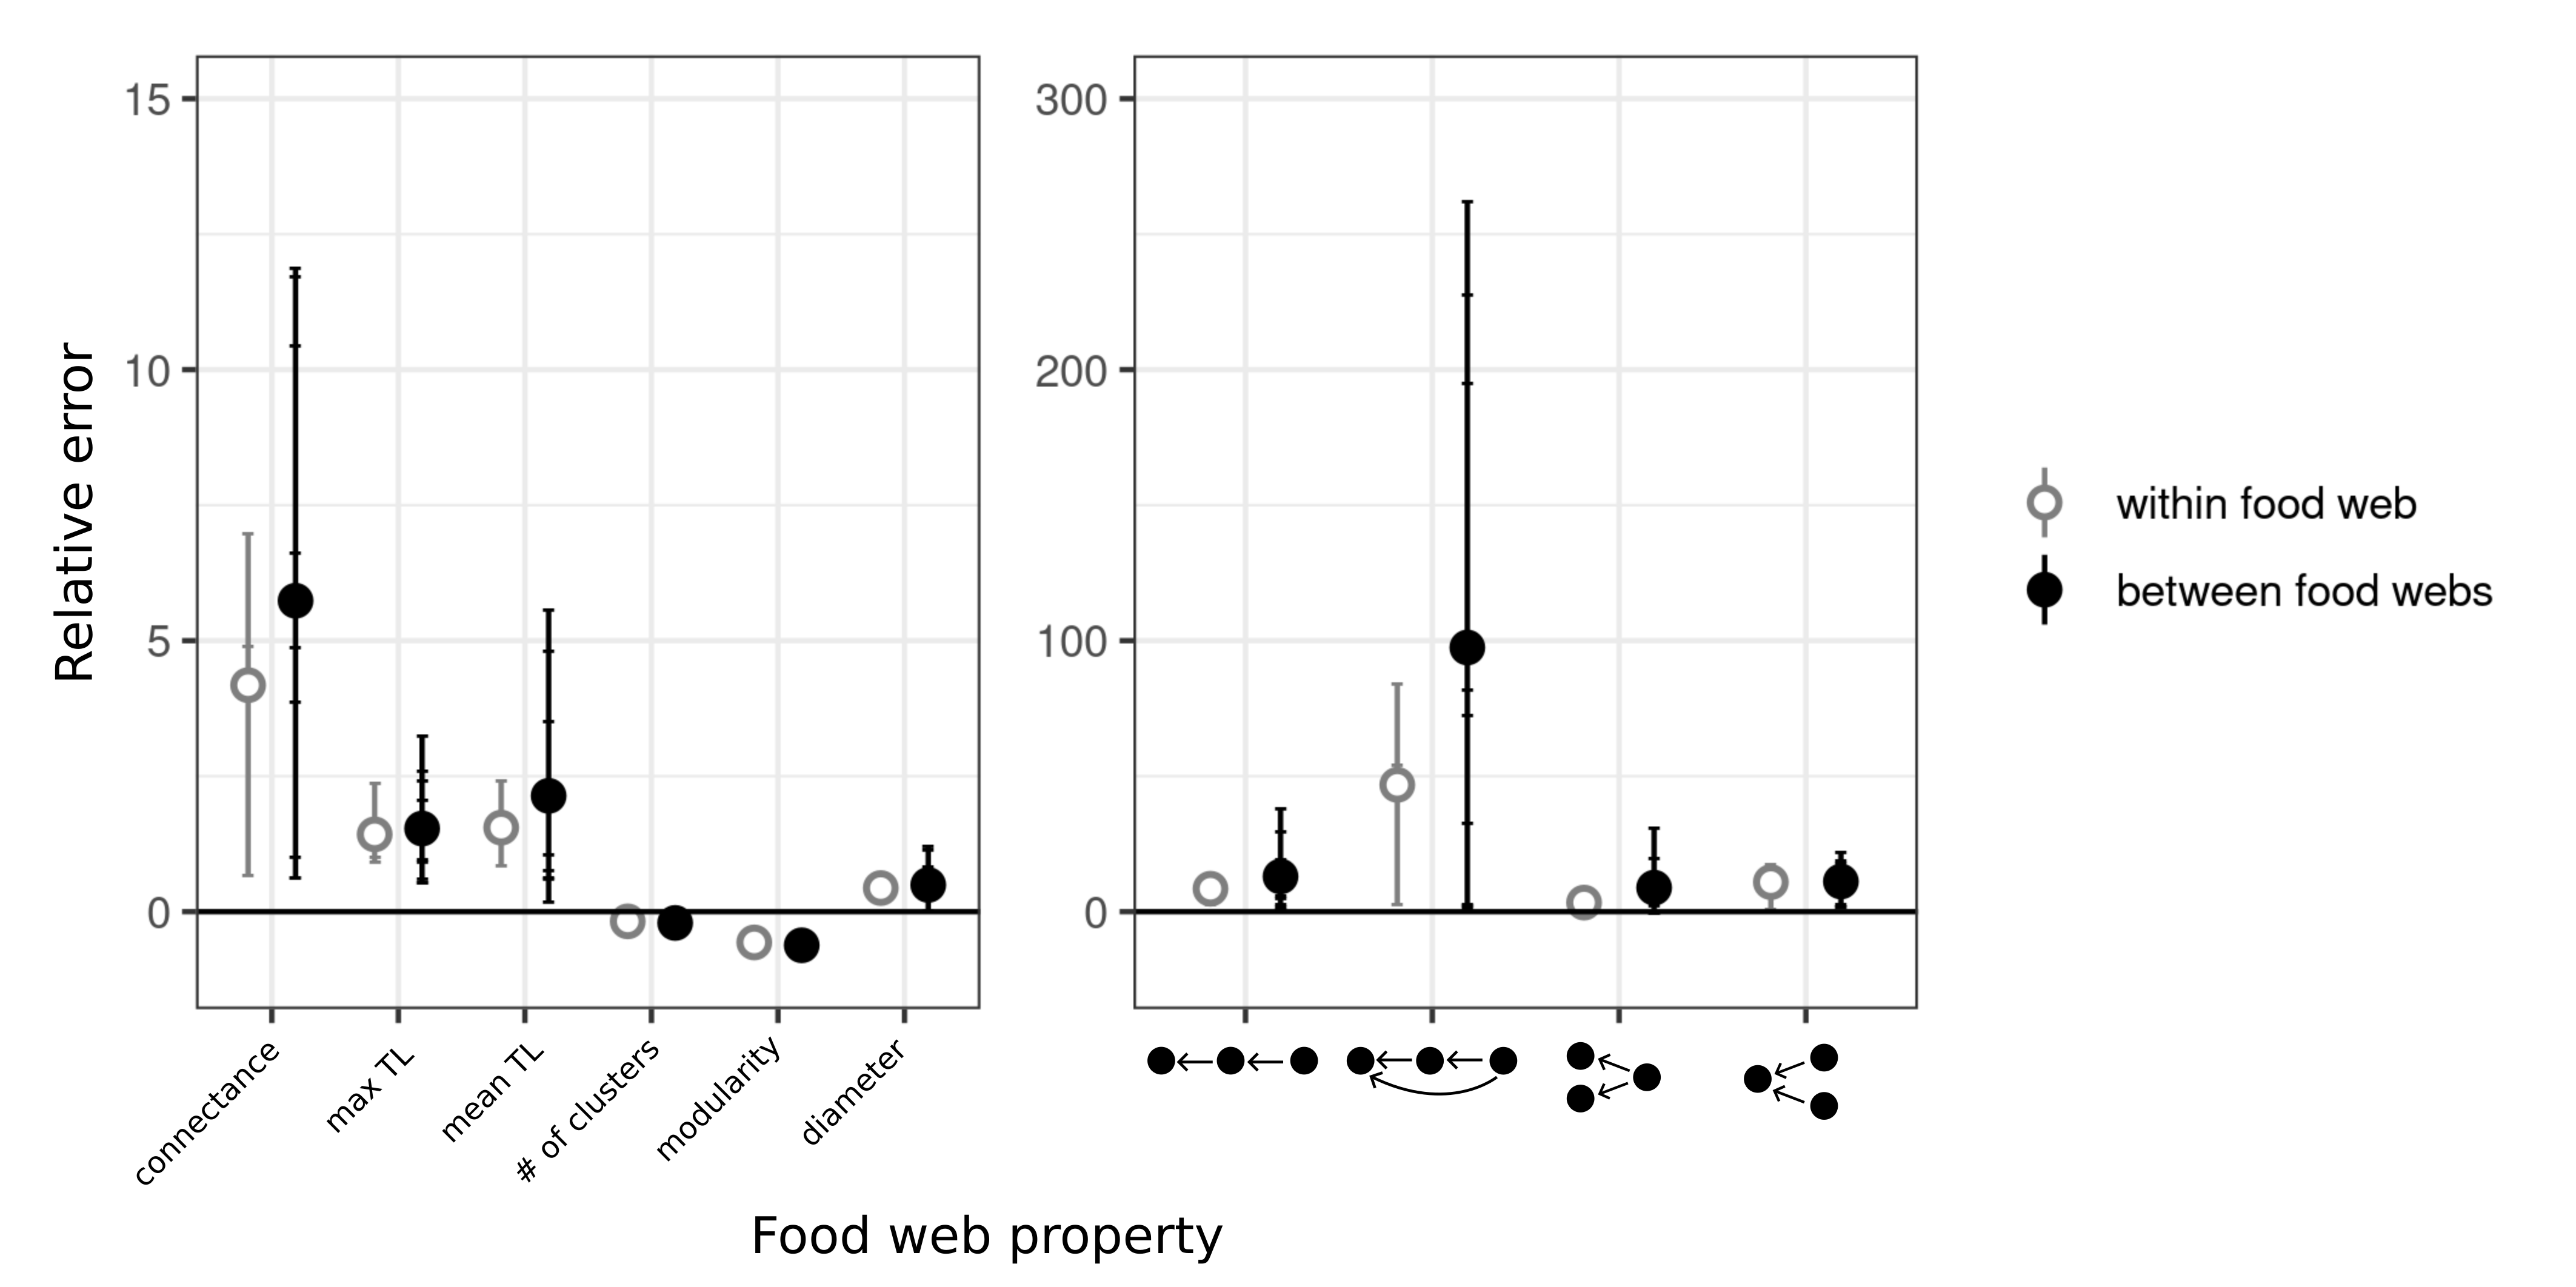 Relative error
15
10
5
0
300
200
100
0
connectance
max TL
mean TL
# of clusters
modularity
diameter
Food web property
within food web
between food webs